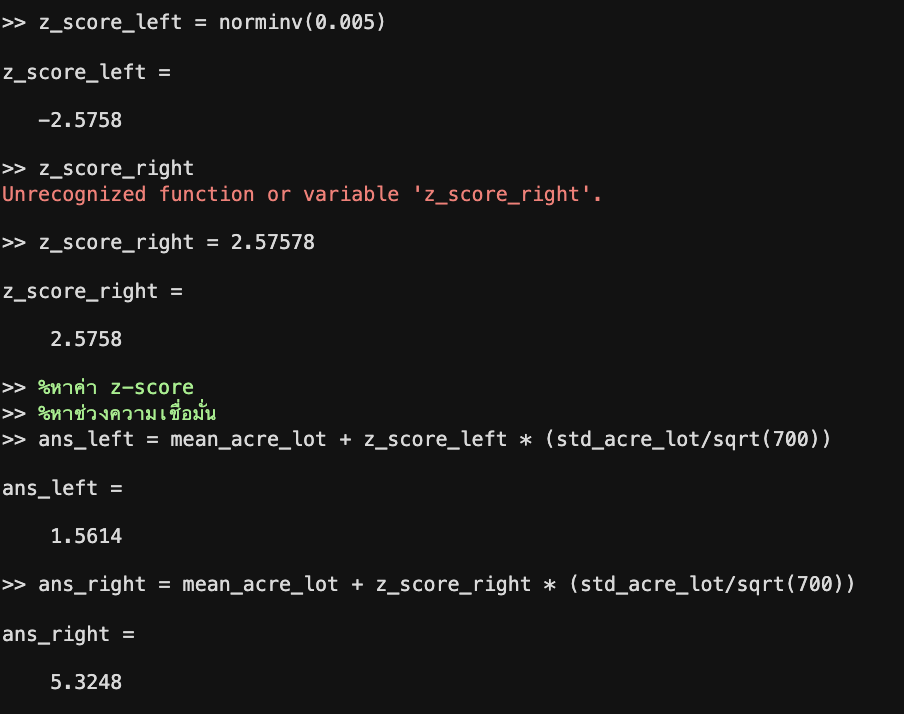 >> z_score_left = norminv(0.005)
z_score_left =
-2.5758
>> z_score_right
Unrecognized function or variable 'z_score_right'.
>> z_score_right = 2.57578
z_score_right =
2.5758
>> %หาค่า z-score
>> %หาช่วงความเชื่อมั่น
>> ans_left = mean_acre_lot + z_score_left * (std_acre_lot/sqrt(700))
ans_left =
1.5614
>> ans_right = mean_acre_lot + z_score_right * (std_acre_lot/sqrt(700))
ans_right =
5.3248